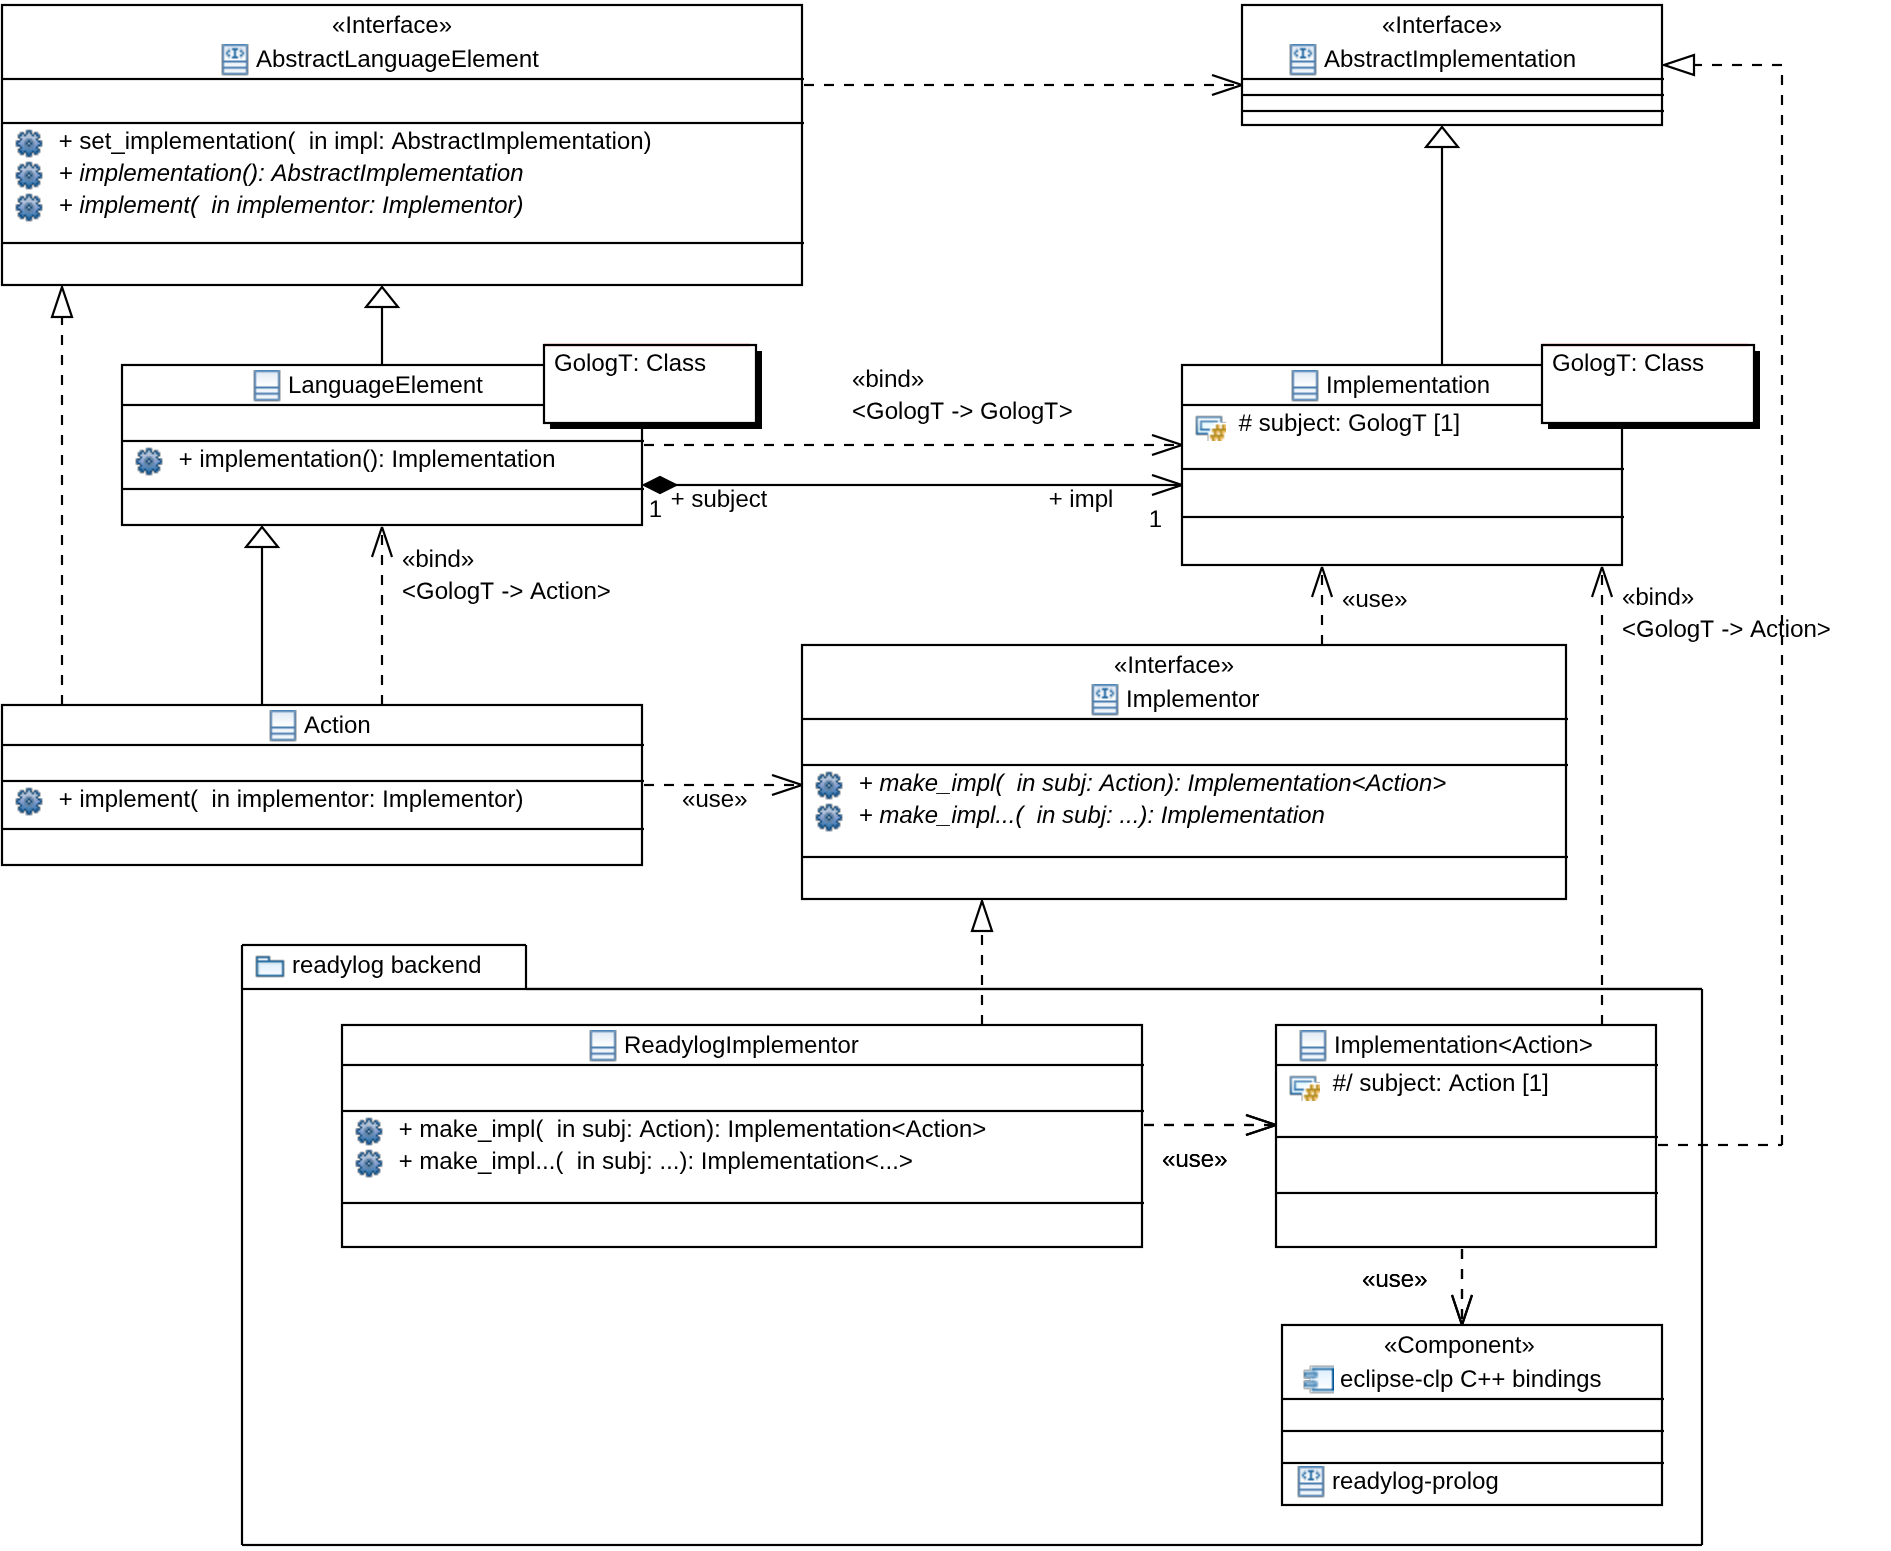 «Interface»
AbstractLanguageElement
+ set_implementation(  in impl: AbstractImplementation)
+ implementation(): AbstractImplementation
+ implement(  in implementor: Implementor)
«Interface»
AbstractImplementation
LanguageElement
GologT: Class
+ implementation(): Implementation
«bind»
<GologT -> GologT>
+ subject
1
+ impl
1
Implementation
GologT: Class
# subject: GologT [1]
«bind»
<GologT -> Action>
«use»
«bind»
<GologT -> Action>
Action
+ implement(  in implementor: Implementor)
«use»
«Interface»
Implementor
+ make_impl(  in subj: Action): Implementation<Action>
+ make_impl...(  in subj: ...): Implementation
readylog backend
ReadylogImplementor
+ make_impl(  in subj: Action): Implementation<Action>
+ make_impl...(  in subj: ...): Implementation<...>
«use»
Implementation<Action>
#/ subject: Action [1]
«use»
«Component»
eclipse-clp C++ bindings
readylog-prolog